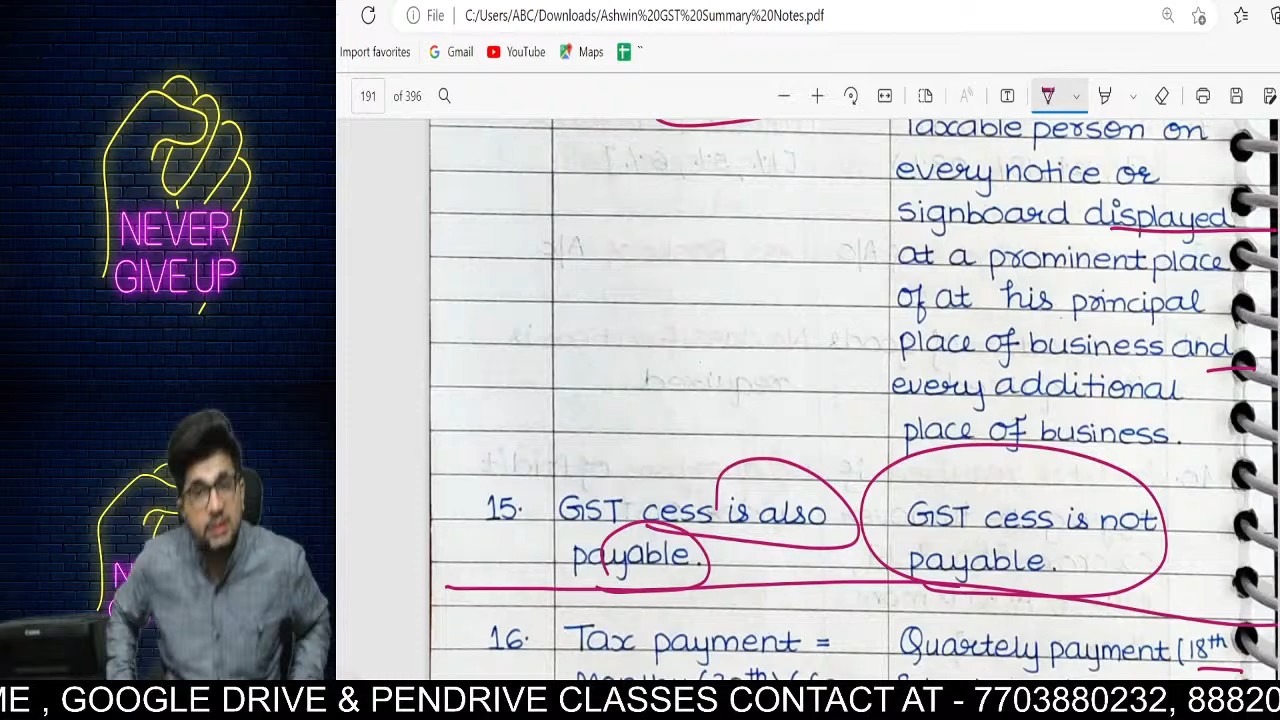 File
C:/Users/ABC/Downloads/Ashwin%20GST%20Summary%20Notes.pdf
Import favorites Gmail YouTube Maps
191 of 396
Taxable person on
every notice or
signboard displayed
at a prominent place
of at his principal
place of business and
every additional
place of business.
15. GST cess is also
payable.
GST cess is not
payable.
16. Tax payment =
Quartely payment (18th
NEVER
GIVE UP
ME , GOOGLE DRIVE & PENDRIVE CLASSES CONTACT AT - 7703880232, 88820